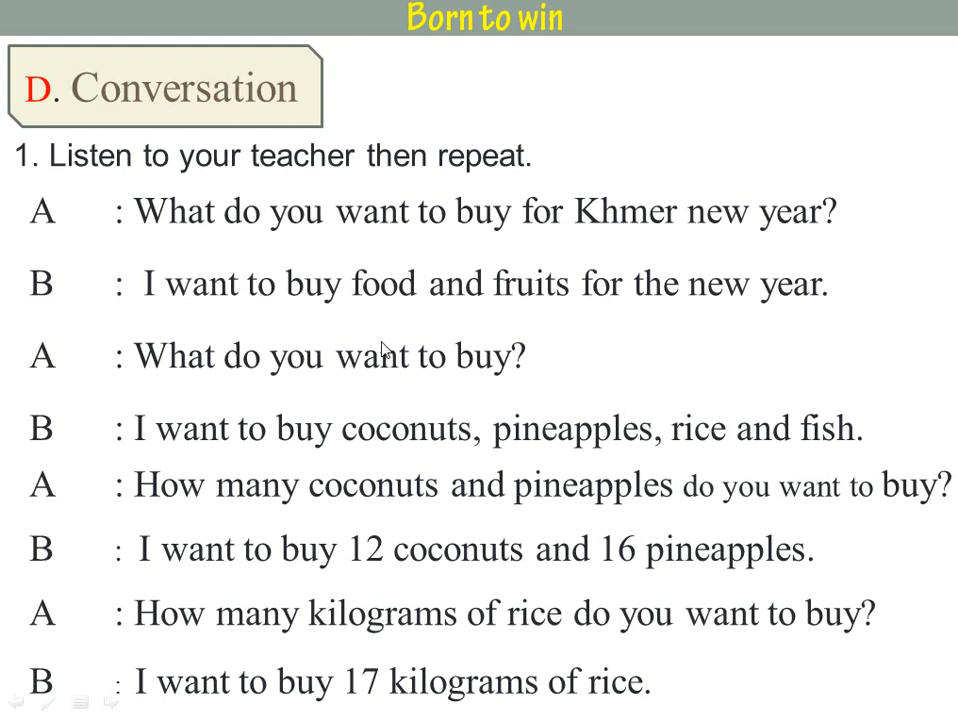 Born to win
D. Conversation
1. Listen to your teacher then repeat.
A : What do you want to buy for Khmer new year?
B : I want to buy food and fruits for the new year.
A : What do you want to buy?
B : I want to buy coconuts, pineapples, rice and fish.
A : How many coconuts and pineapples do you want to buy?
B : I want to buy 12 coconuts and 16 pineapples.
A : How many kilograms of rice do you want to buy?
B : I want to buy 17 kilograms of rice.